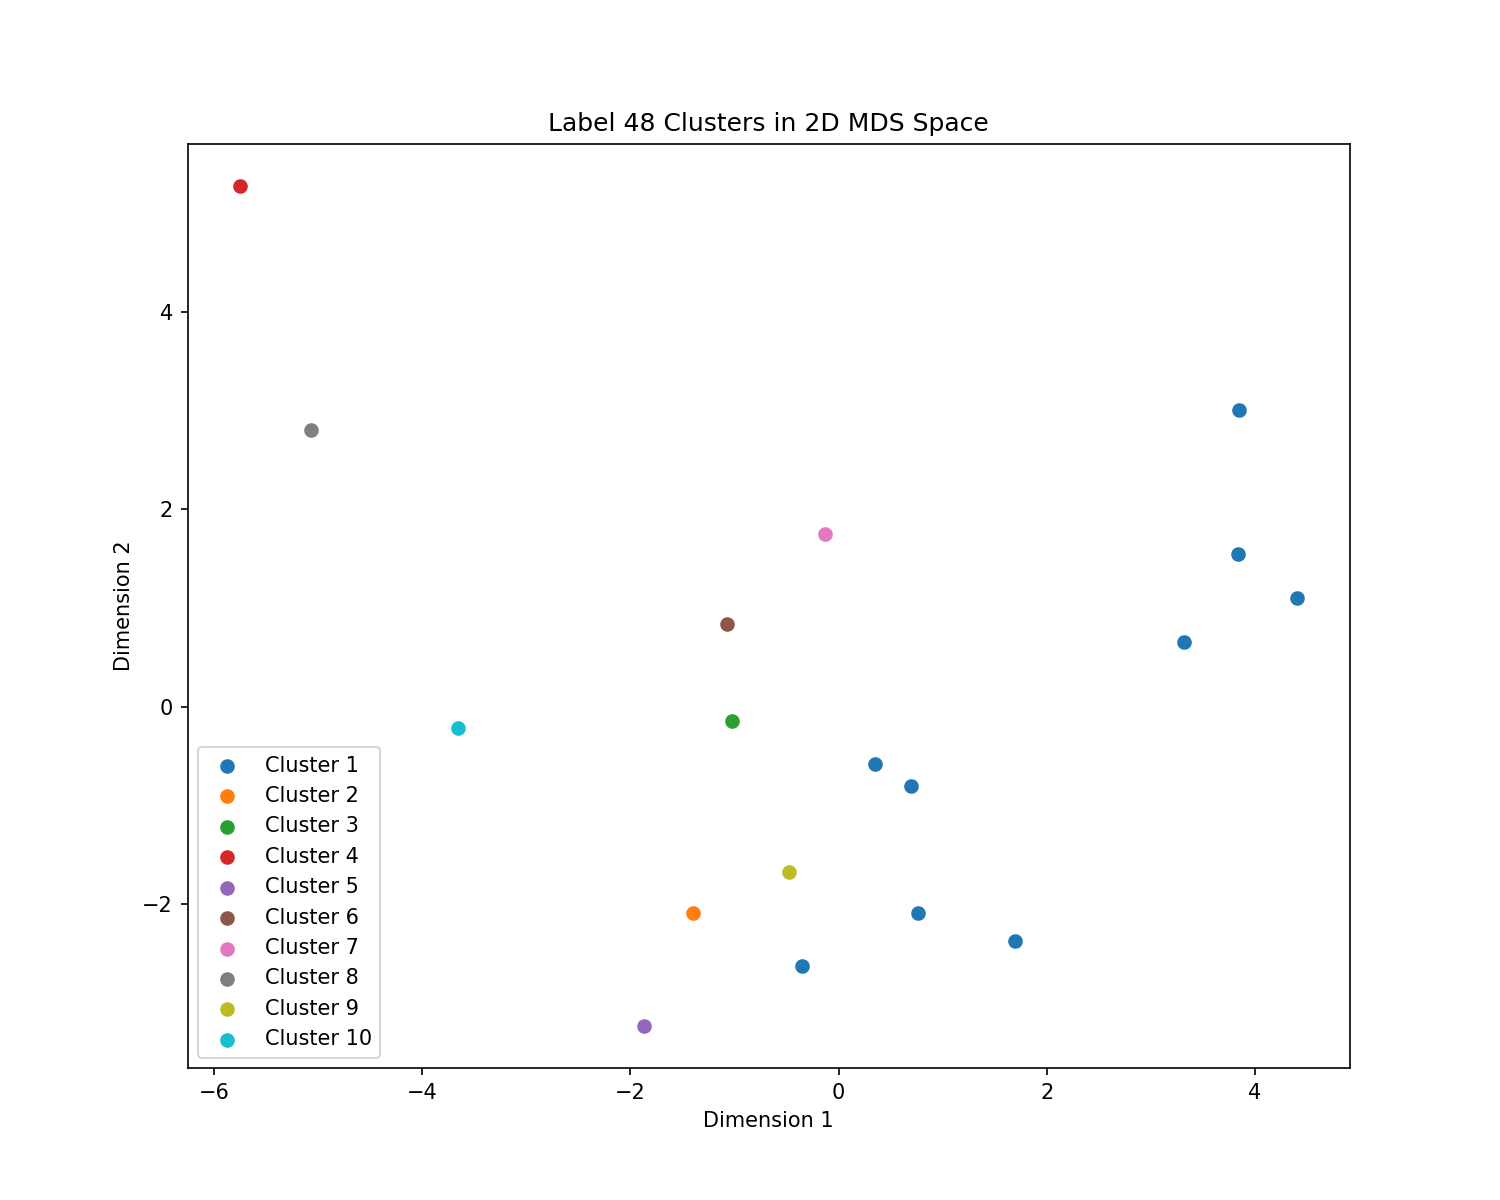 Label 48 Clusters in 2D MDS Space
Dimension 2
4
2
0
−2
Cluster 1
Cluster 2
Cluster 3
Cluster 4
Cluster 5
Cluster 6
Cluster 7
Cluster 8
Cluster 9
Cluster 10
−6 −4 −2 0 2 4
Dimension 1